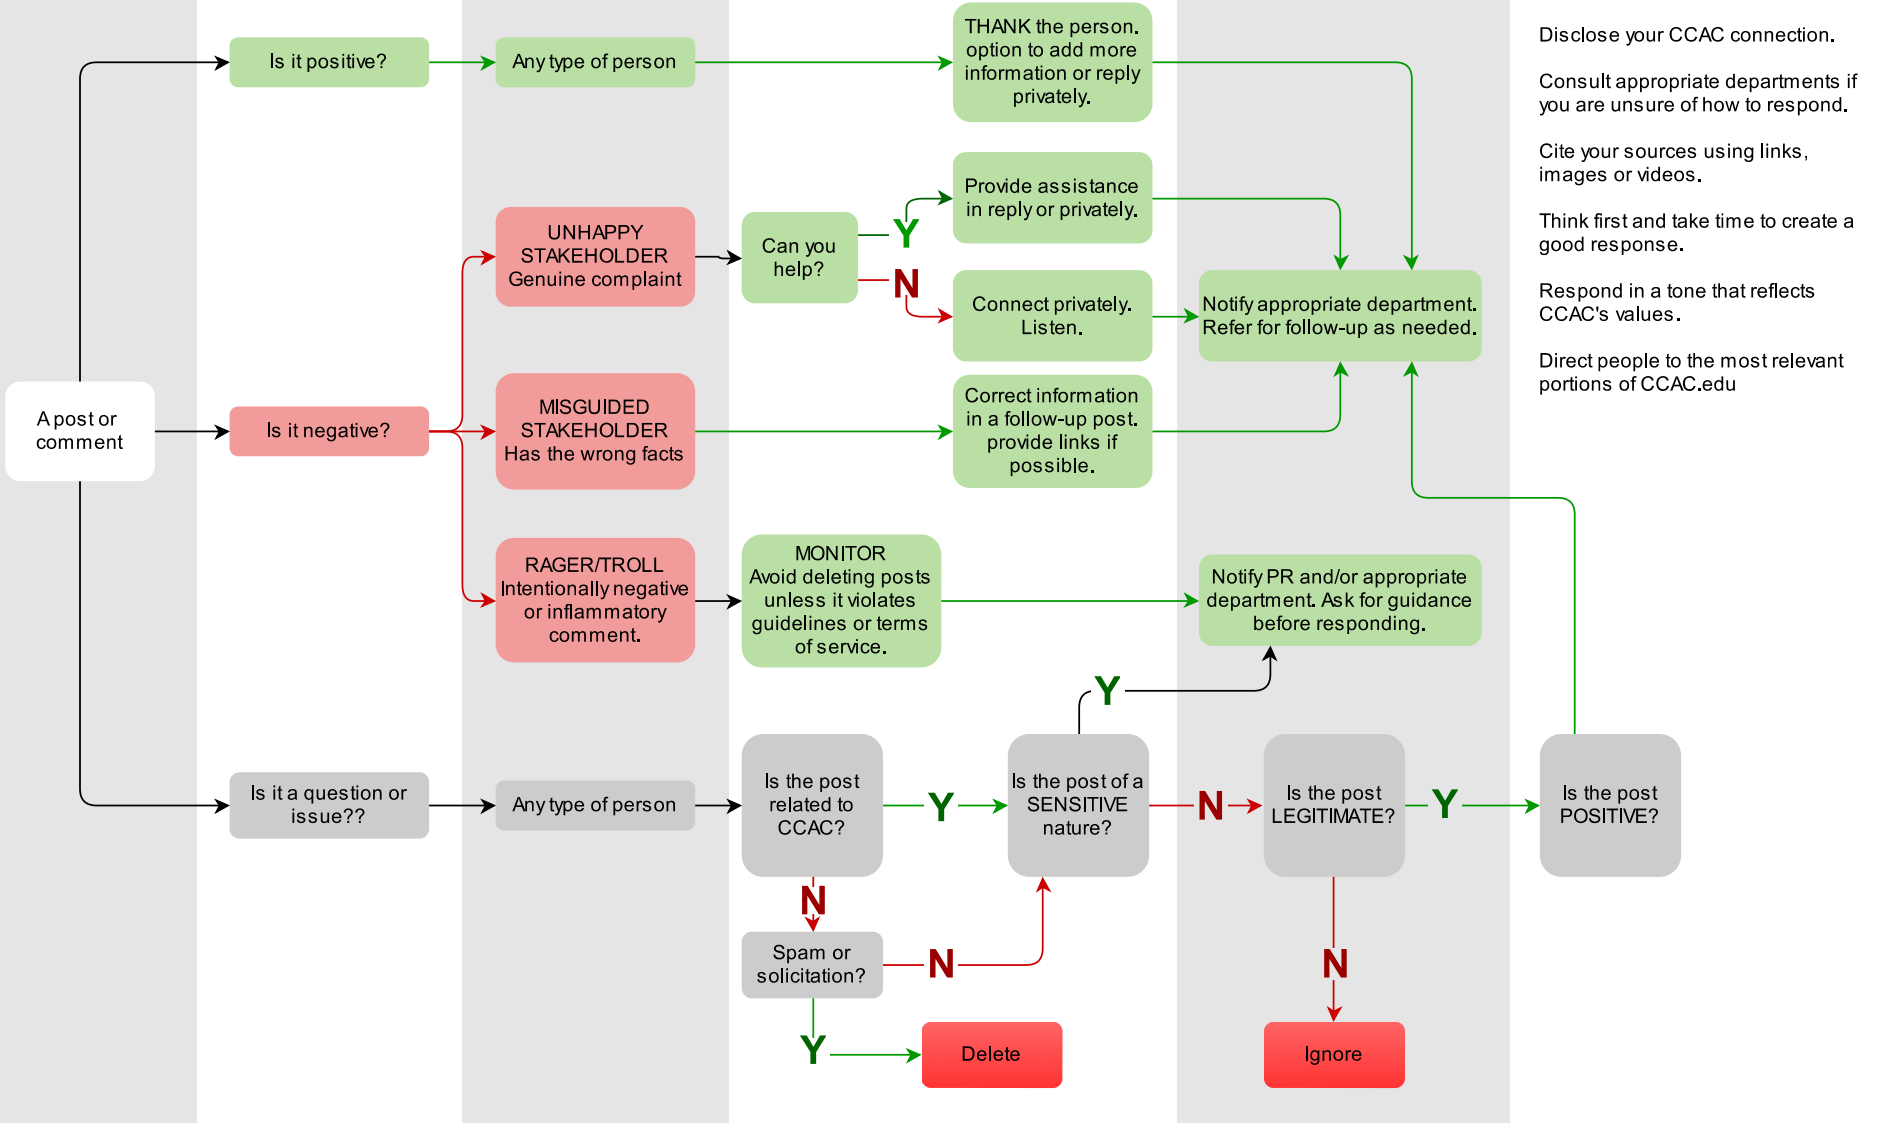 Is it positive?
Any type of person
THANK the person.
option to add more
information or reply
privately.
Disclose your CCAC connection.
Consult appropriate departments if
you are unsure of how to respond.
Cite your sources using links,
images or videos.
Think first and take time to create a
good response.
Respond in a tone that reflects
CCAC's values.
Direct people to the most relevant
portions of CCAC.edu
UNHAPPY
STAKEHOLDER
Genuine complaint
Can you
help?
Y
N
Provide assistance
in reply or privately.
Connect privately.
Listen.
Notify appropriate department.
Refer for follow-up as needed.
A post or
comment
Is it negative?
MISGUIDED
STAKEHOLDER
Has the wrong facts
Correct information
in a follow-up post.
provide links if
possible.
RAGER/TROLL
Intentionally negative
or inflammatory
comment.
MONITOR
Avoid deleting posts
unless it violates
guidelines or terms
of service.
Notify PR and/or appropriate
department. Ask for guidance
before responding.
Y
Is it a question or
issue??
Any type of person
Is the post
related to
CCAC?
Y
Is the post of a
SENSITIVE
nature?
N
Is the post
LEGITIMATE?
Y
Is the post
POSITIVE?
N
Spam or
solicitation?
N
N
Y
Delete
Ignore